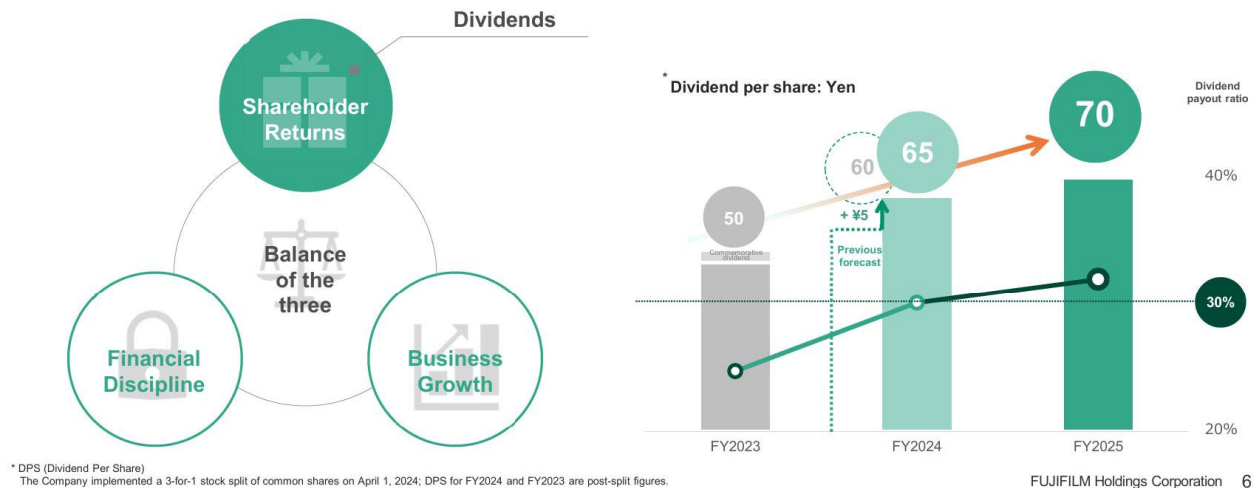 Dividends
Shareholder
Returns
Balance
of the
three
Financial
Discipline
Business
Growth
* Dividend per share: Yen
Dividend
payout ratio
70
65
60
50
+ ¥5
Commemorative
dividend
Previous
forecast
40%
30%
20%
FY2023
FY2024
FY2025
* DPS (Dividend Per Share)
The Company implemented a 3-for-1 stock split of common shares on April 1, 2024; DPS for FY2024 and FY2023 are post-split figures.
FUJIFILM Holdings Corporation 6